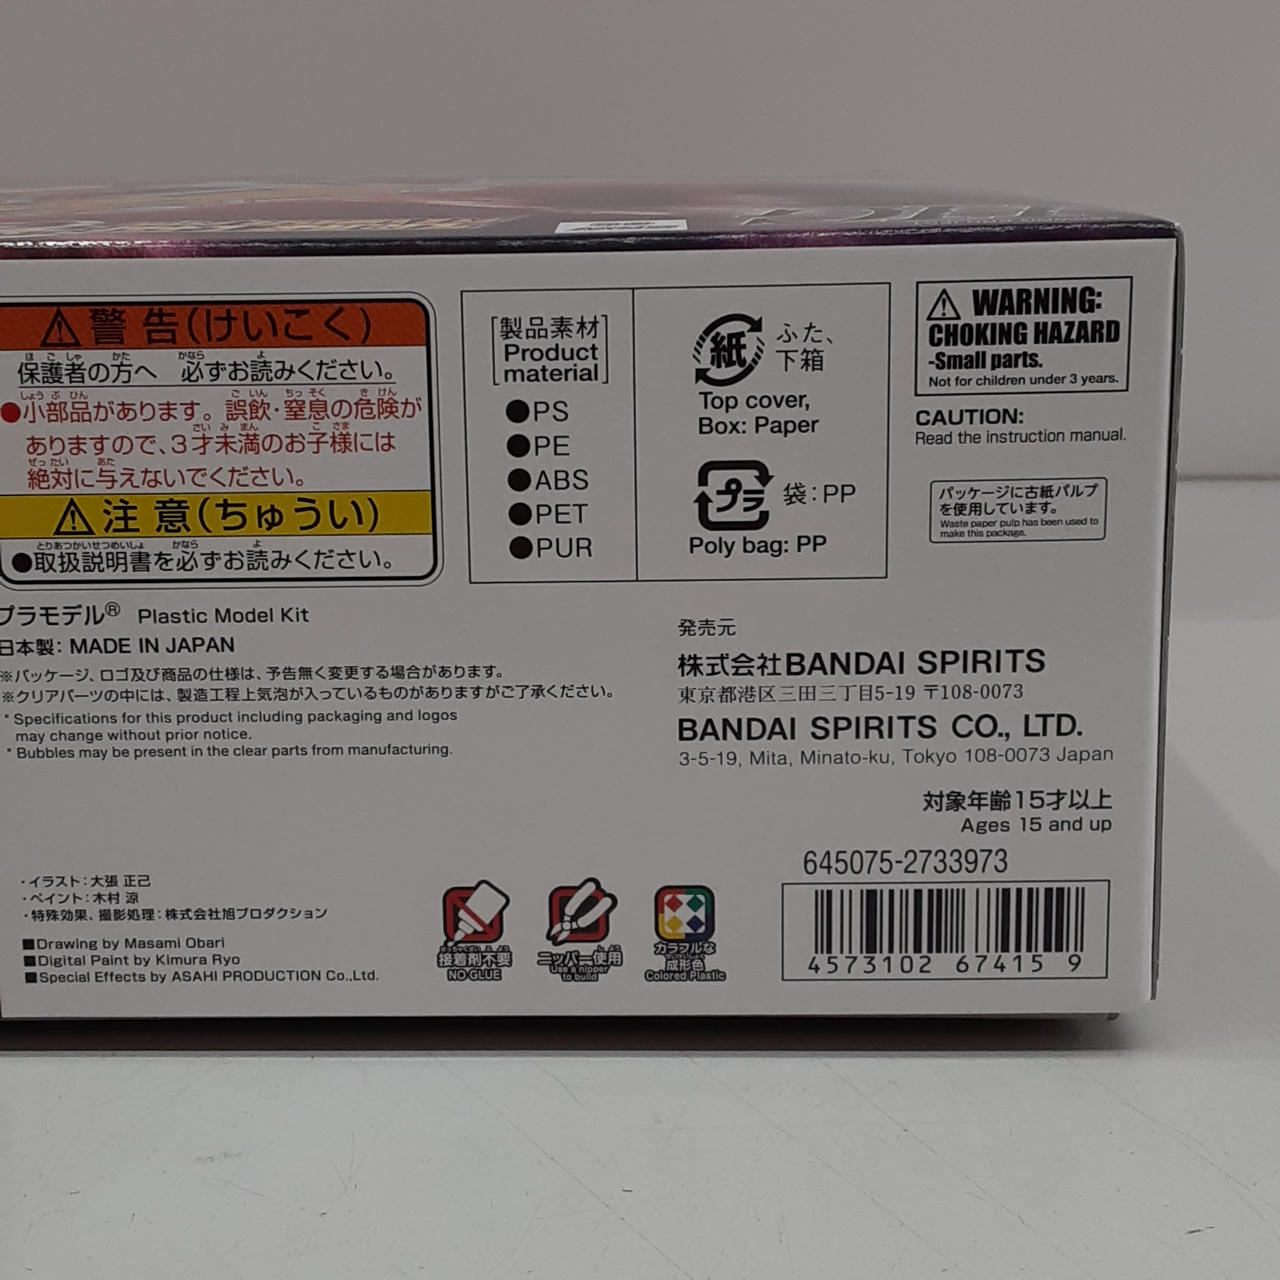 警告(けいこく)
保護者の方へ 必ずお読みください。
●小部品があります。誤飲・窒息の危険が
ありますので、3才未満のお子様には
絶対に与えないでください。
注意(ちゅうい)
●取扱説明書を必ずお読みください。
[製品素材
Product
material]
●PS
●PE
●ABS
●PET
●PUR
紙
ふた、
下箱
Top cover,
Box: Paper
プラ
袋:PP
Poly bag: PP
WARNING:
CHOKING HAZARD
-Small parts.
Not for children under 3 years.
CAUTION:
Read the instruction manual.
パッケージに古紙パルプ
を使用しています。
Waste paper pulp has been used to
make this package.
プラモデル® Plastic Model Kit
日本製: MADE IN JAPAN
※パッケージ、ロゴ及び商品の仕様は、予告無く変更する場合があります。
※クリアパーツの中には、製造工程上気泡が入っているものがありますがご了承ください。
* Specifications for this product including packaging and logos
may change without prior notice.
* Bubbles may be present in the clear parts from manufacturing.
発売元
株式会社BANDAI SPIRITS
東京都港区三田三丁目5-19 〒108-0073
BANDAI SPIRITS CO., LTD.
3-5-19, Mita, Minato-ku, Tokyo 108-0073 Japan
対象年齢15才以上
Ages 15 and up
・イラスト:大張 正己
・ペイント:木村 涼
・特殊効果、撮影処理:株式会社旭プロダクション
■Drawing by Masami Obari
■Digital Paint by Kimura Ryo
■Special Effects by ASAHI PRODUCTION Co.,Ltd.
接着剤不要
NO GLUE
ニッパー使用
Use a nipper
to build
カラフルな
成形色
Colored Plastic
645075-2733973
4573102 67415 9